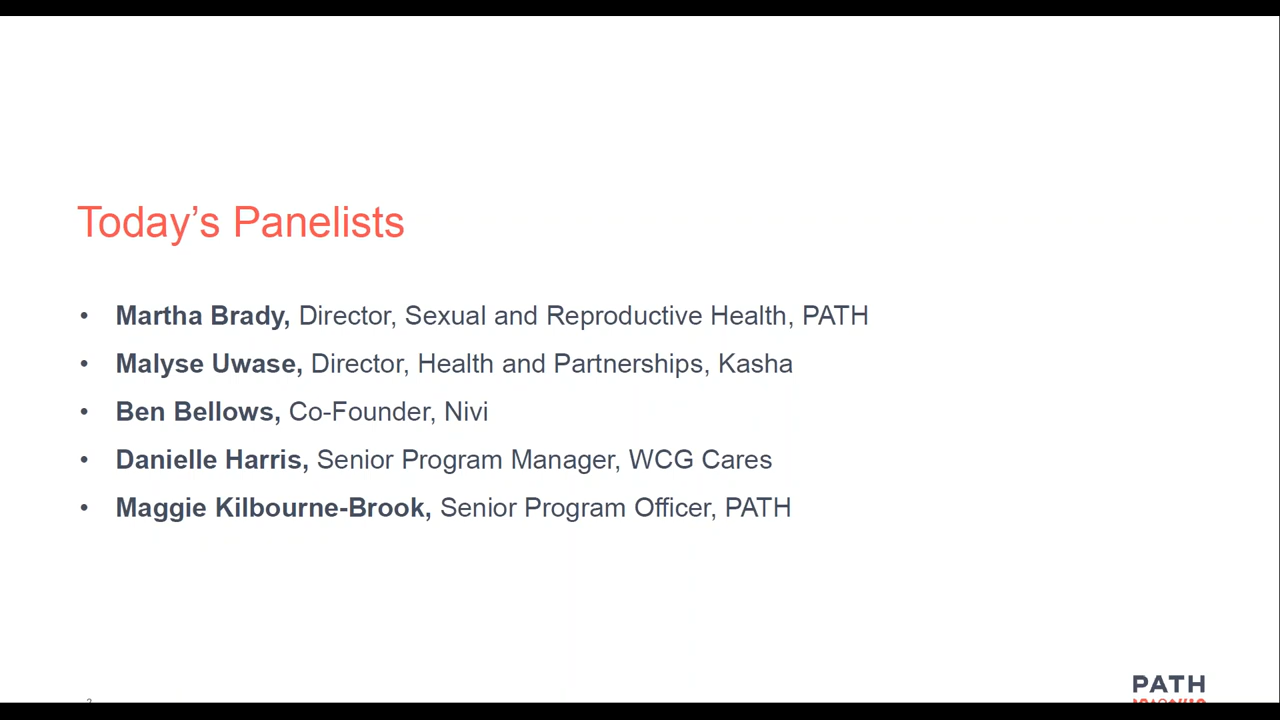 Today’s Panelists
• Martha Brady, Director, Sexual and Reproductive Health, PATH
• Malyse Uwase, Director, Health and Partnerships, Kasha
• Ben Bellows, Co-Founder, Nivi
• Danielle Harris, Senior Program Manager, WCG Cares
• Maggie Kilbourne-Brook, Senior Program Officer, PATH
2
PATH